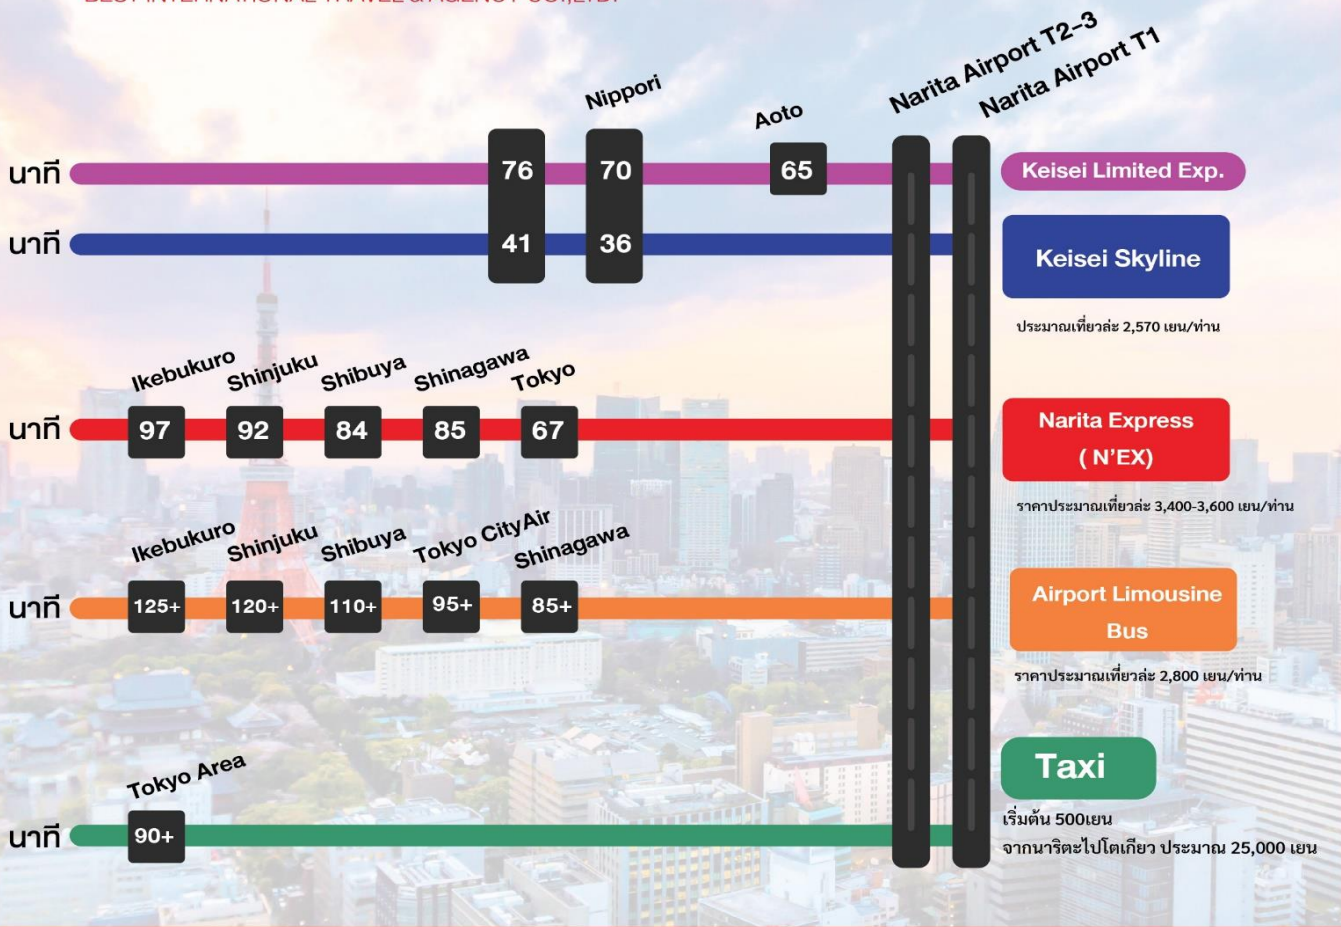 BEST INTERNATIONAL TRAVEL & AGENCY CO.,LTD.
Narita Airport T2-3
Narita Airport T1
Nippori
Aoto
นาที 76 70 65 Keisei Limited Exp.
นาที 41 36 Keisei Skyline
ประมาณเที่ยวล่ะ 2,570 เยน/ท่าน
Ikebukuro Shinjuku Shibuya Shinagawa Tokyo
นาที 97 92 84 85 67 Narita Express
( N'EX)
ราคาประมาณเที่ยวล่ะ 3,400-3,600 เยน/ท่าน
Ikebukuro Shinjuku Shibuya Tokyo CityAir Shinagawa
นาที 125+ 120+ 110+ 95+ 85+ Airport Limousine
Bus
ราคาประมาณเที่ยวล่ะ 2,800 เยน/ท่าน
Tokyo Area
Taxi
นาที 90+
เริ่มต้น 500เยน
จากนาริตะไปโตเกียว ประมาณ 25,000 เยน